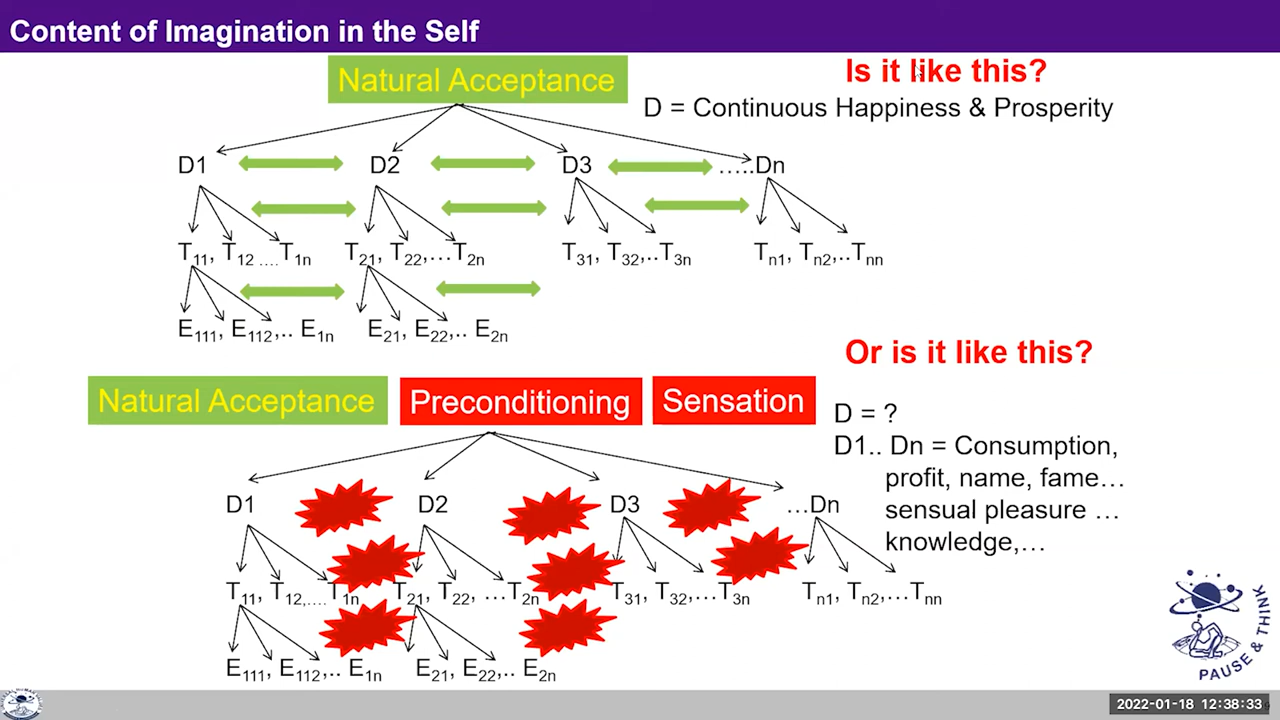 Content of Imagination in the Self
Natural Acceptance
Is it like this?
D = Continuous Happiness & Prosperity
D1 D2 D3 …..Dn
T11, T12 .... T1n T21, T22,…T2n T31, T32,..T3n Tn1, Tn2,..Tnn
E111, E112,.. E1n E21, E22,.. E2n
Or is it like this?
Natural Acceptance Preconditioning Sensation
D = ?
D1.. Dn = Consumption,
profit, name, fame…
sensual pleasure …
knowledge,…
D1 D2 D3 …Dn
T11, T12,.... T1n T21, T22, …T2n T31, T32,…T3n Tn1, Tn2,…Tnn
E111, E112,.. E1n E21, E22,.. E2n
PAUSE & THINK
2022-01-18 12:38:33